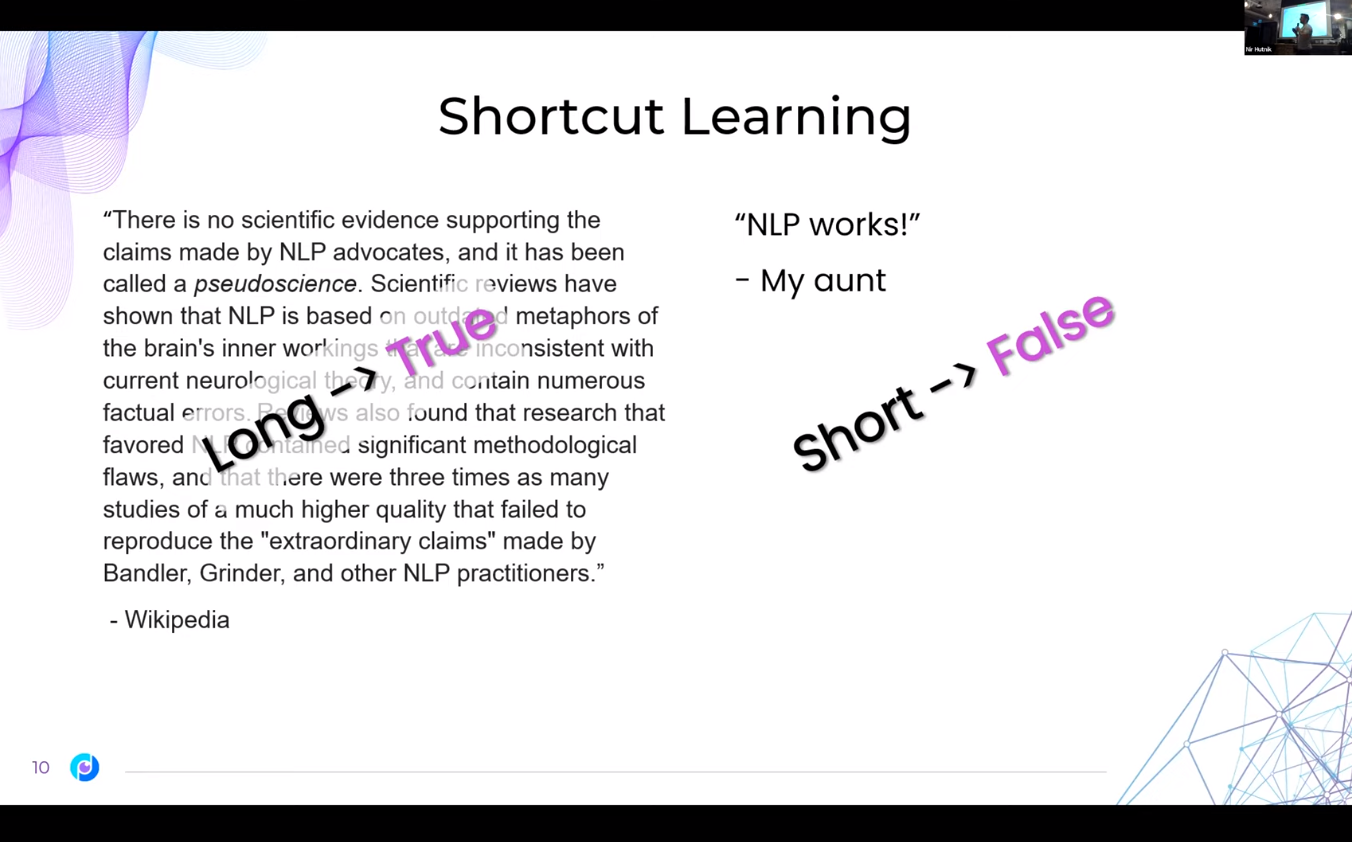 Nir Hutnik
Shortcut Learning
“There is no scientific evidence supporting the
claims made by NLP advocates, and it has been
called a pseudoscience. Scientific reviews have
shown that NLP is based on outdated metaphors of
the brain's inner workings that are inconsistent with
current neurological theory, and contain numerous
factual errors. Reviews also found that research that
favored NLP contained significant methodological
flaws, and that there were three times as many
studies of a much higher quality that failed to
reproduce the "extraordinary claims" made by
Bandler, Grinder, and other NLP practitioners.”
- Wikipedia
Long -> True
“NLP works!”
- My aunt
Short -> False
10